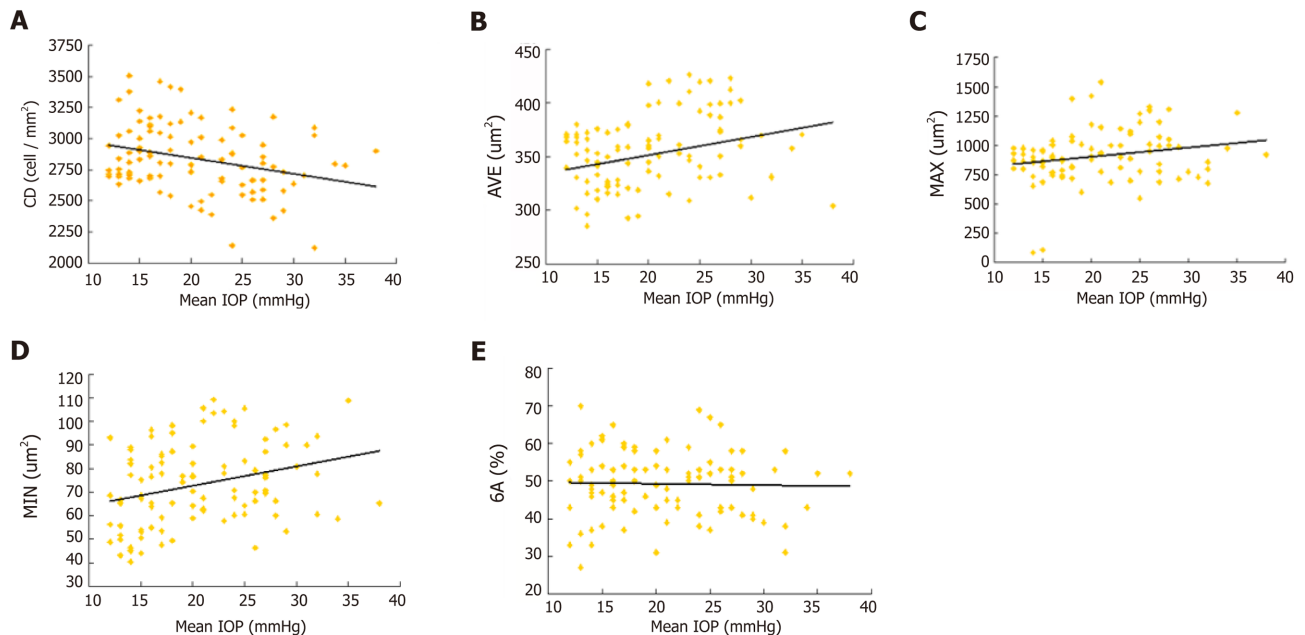 A
3750
3500
3250
3000
2750
2500
2250
2000
CD (cell / mm²)
10 15 20 25 30 35 40
Mean IOP (mmHg)
B
450
400
350
300
250
AVE (um²)
10 15 20 25 30 35 40
Mean IOP (mmHg)
C
1750
1500
1250
1000
750
500
250
0
MAX (um²)
10 15 20 25 30 35 40
Mean IOP (mmHg)
D
120
110
100
90
80
70
60
50
40
30
MIN (um²)
10 15 20 25 30 35 40
Mean IOP (mmHg)
E
80
70
60
50
40
30
20
6A (%)
10 15 20 25 30 35 40
Mean IOP (mmHg)